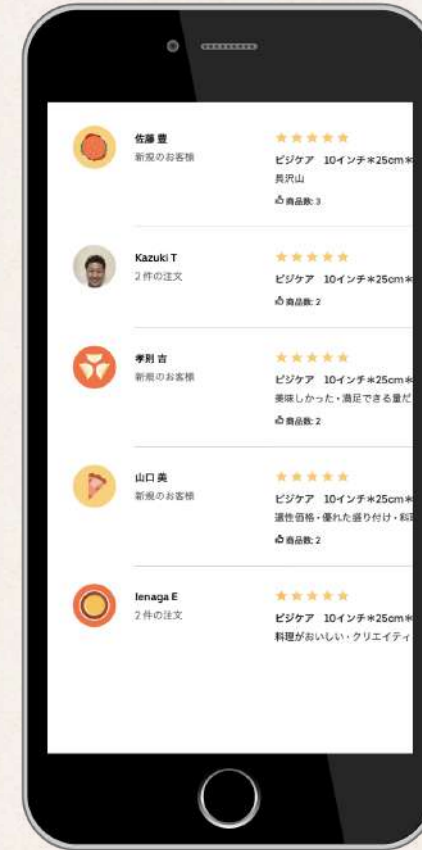 佐藤 豊
新規のお客様
ピジケア 10インチ＊25cm＊
具沢山
商品数: 3
Kazuki T
2 件の注文
ピジケア 10インチ＊25cm＊
商品数: 2
孝則 吉
新規のお客様
ピジケア 10インチ＊25cm＊
美味しかった・満足できる量だ
商品数: 2
山口 美
新規のお客様
ピジケア 10インチ＊25cm＊
適性価格・優れた盛り付け・料理
商品数: 2
Ienaga E
2 件の注文
ピジケア 10インチ＊25cm＊
料理がおいしい・クリエイティ